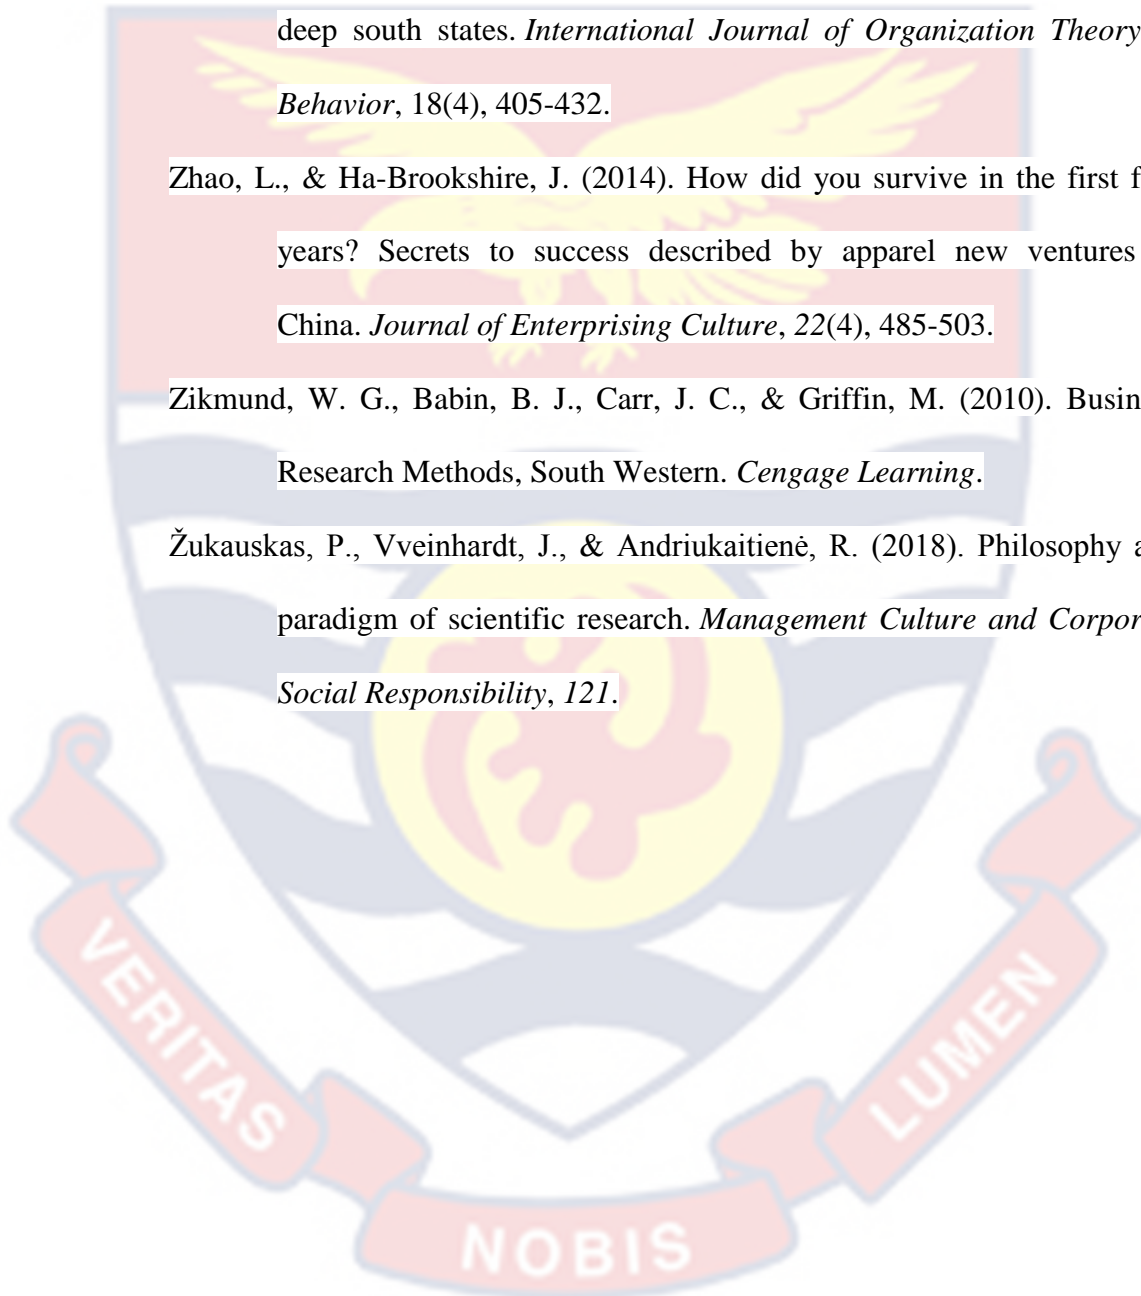 deep south states. International Journal of Organization Theory
Behavior, 18(4), 405-432.
Zhao, L., & Ha-Brookshire, J. (2014). How did you survive in the first
years? Secrets to success described by apparel new ventures
China. Journal of Enterprising Culture, 22(4), 485-503.
Zikmund, W. G., Babin, B. J., Carr, J. C., & Griffin, M. (2010). Busin
Research Methods, South Western. Cengage Learning.
Žukauskas, P., Vveinhardt, J., & Andriukaitienė, R. (2018). Philosophy
paradigm of scientific research. Management Culture and Corpor
Social Responsibility, 121.
VERITAS
NOBIS
LUMEN